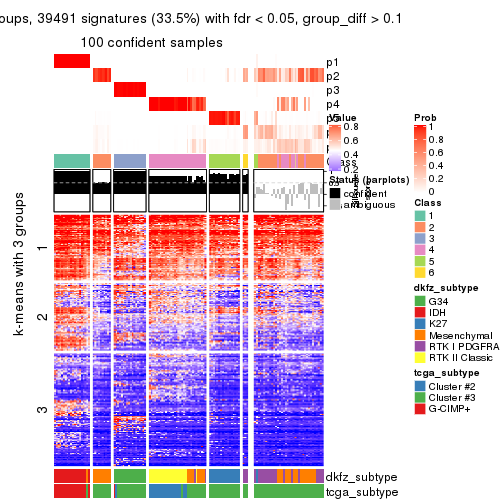 oups, 39491 signatures (33.5%) with fdr < 0.05, group_diff > 0.1
100 confident samples
p1
p2
p3
p4
Value
0.8
0.6
0.4
0.2
Prob
1
0.8
0.6
0.4
0.2
0
Status (barplots)
confident
ambiguous
Class
1
2
3
4
5
6
k-means with 3 groups
1
2
3
dkfz_subtype
G34
IDH
K27
Mesenchymal
RTK I PDGFRA
RTK II Classic
tcga_subtype
Cluster #2
Cluster #3
G-CIMP+
dkfz_subtype
tcga_subtype